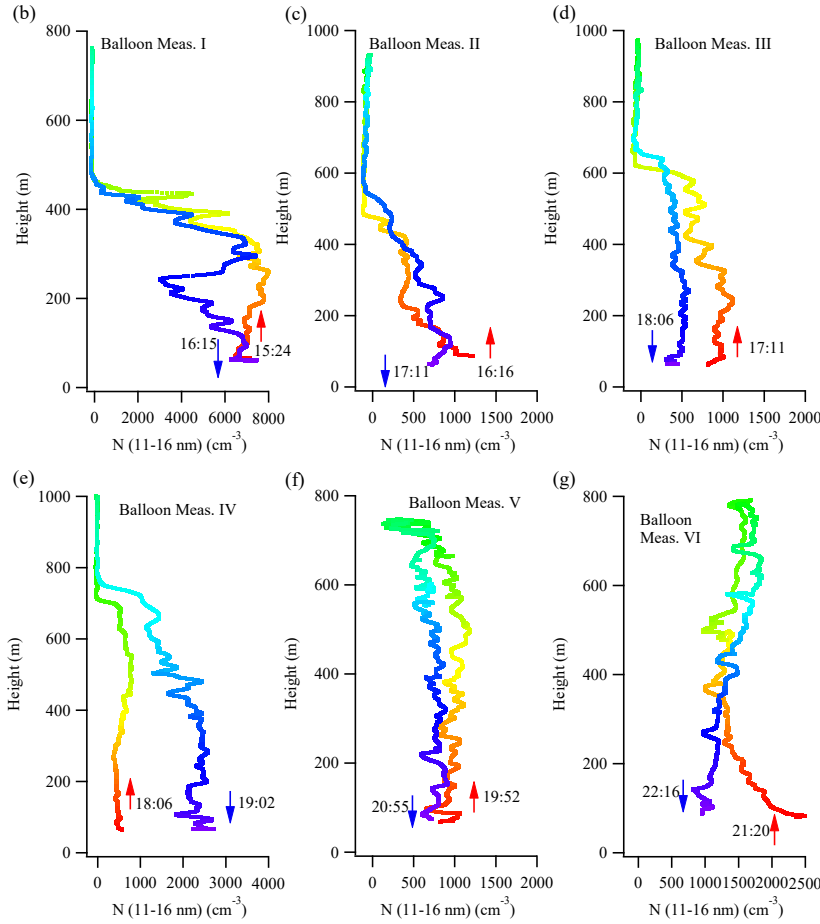 (b)
Balloon Meas. I
800
600
400
200
0
Height (m)
16:15
15:24
0 2000 4000 6000 8000
N (11-16 nm) (cm-3)
(c)
Balloon Meas. II
1000
800
600
400
200
0
Height (m)
17:11
16:16
0 500 1000 1500 2000
N (11-16 nm) (cm-3)
(d)
Balloon Meas. III
1000
800
600
400
200
0
Height (m)
18:06
17:11
0 500 1000 1500 2000
N (11-16 nm) (cm-3)
(e)
Balloon Meas. IV
1000
800
600
400
200
0
Height (m)
18:06
19:02
0 1000 2000 3000 4000
N (11-16 nm) (cm-3)
(f)
Balloon Meas. V
800
600
400
200
0
Height (m)
20:55
19:52
0 500 1000 1500 2000
N (11-16 nm) (cm-3)
(g)
Balloon
Meas. VI
800
600
400
200
0
Height (m)
22:16
21:20
0 500 1000 1500 2000 2500
N (11-16 nm) (cm-3)